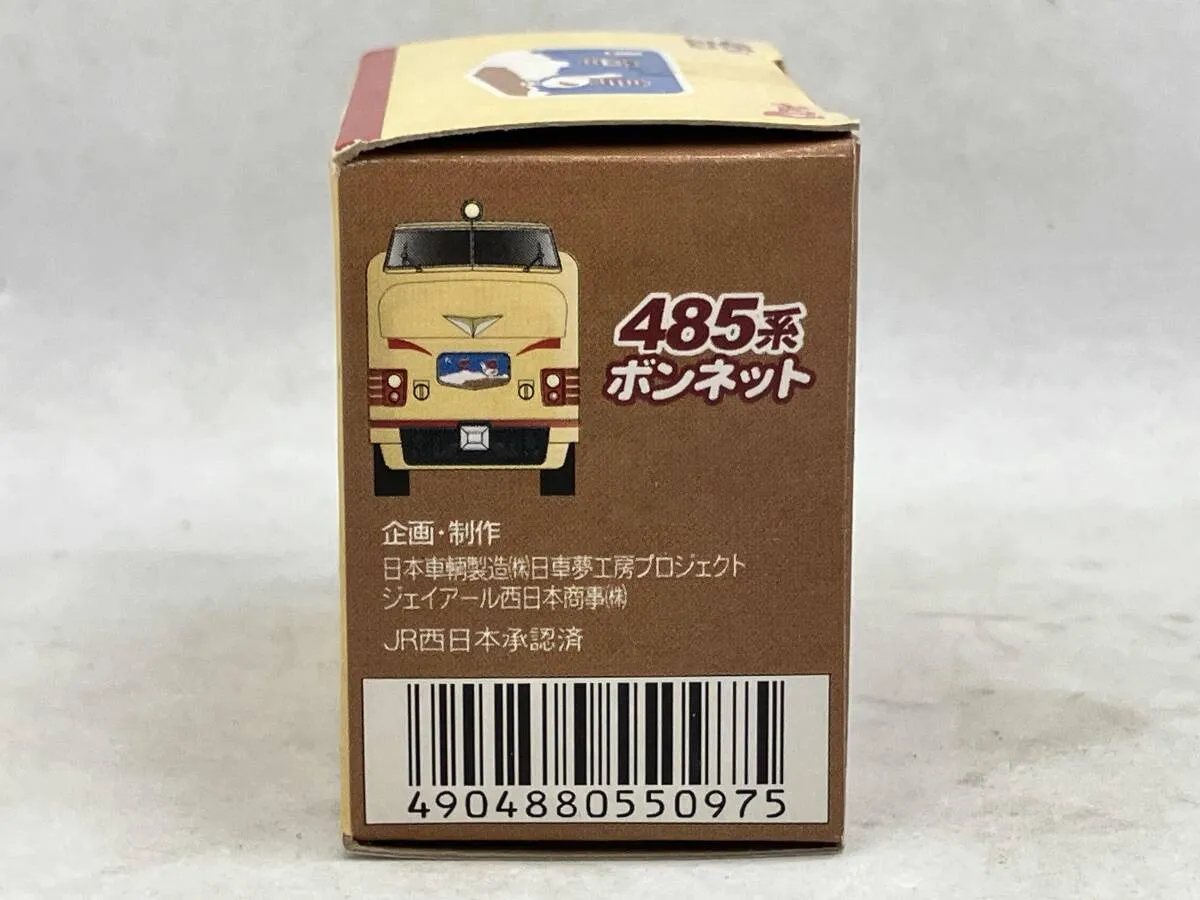 485系
ボンネット
企画・制作
日本車輌製造㈱日車夢工房プロジェクト
ジェイアール西日本商事㈱
JR西日本承認済
4904880550975